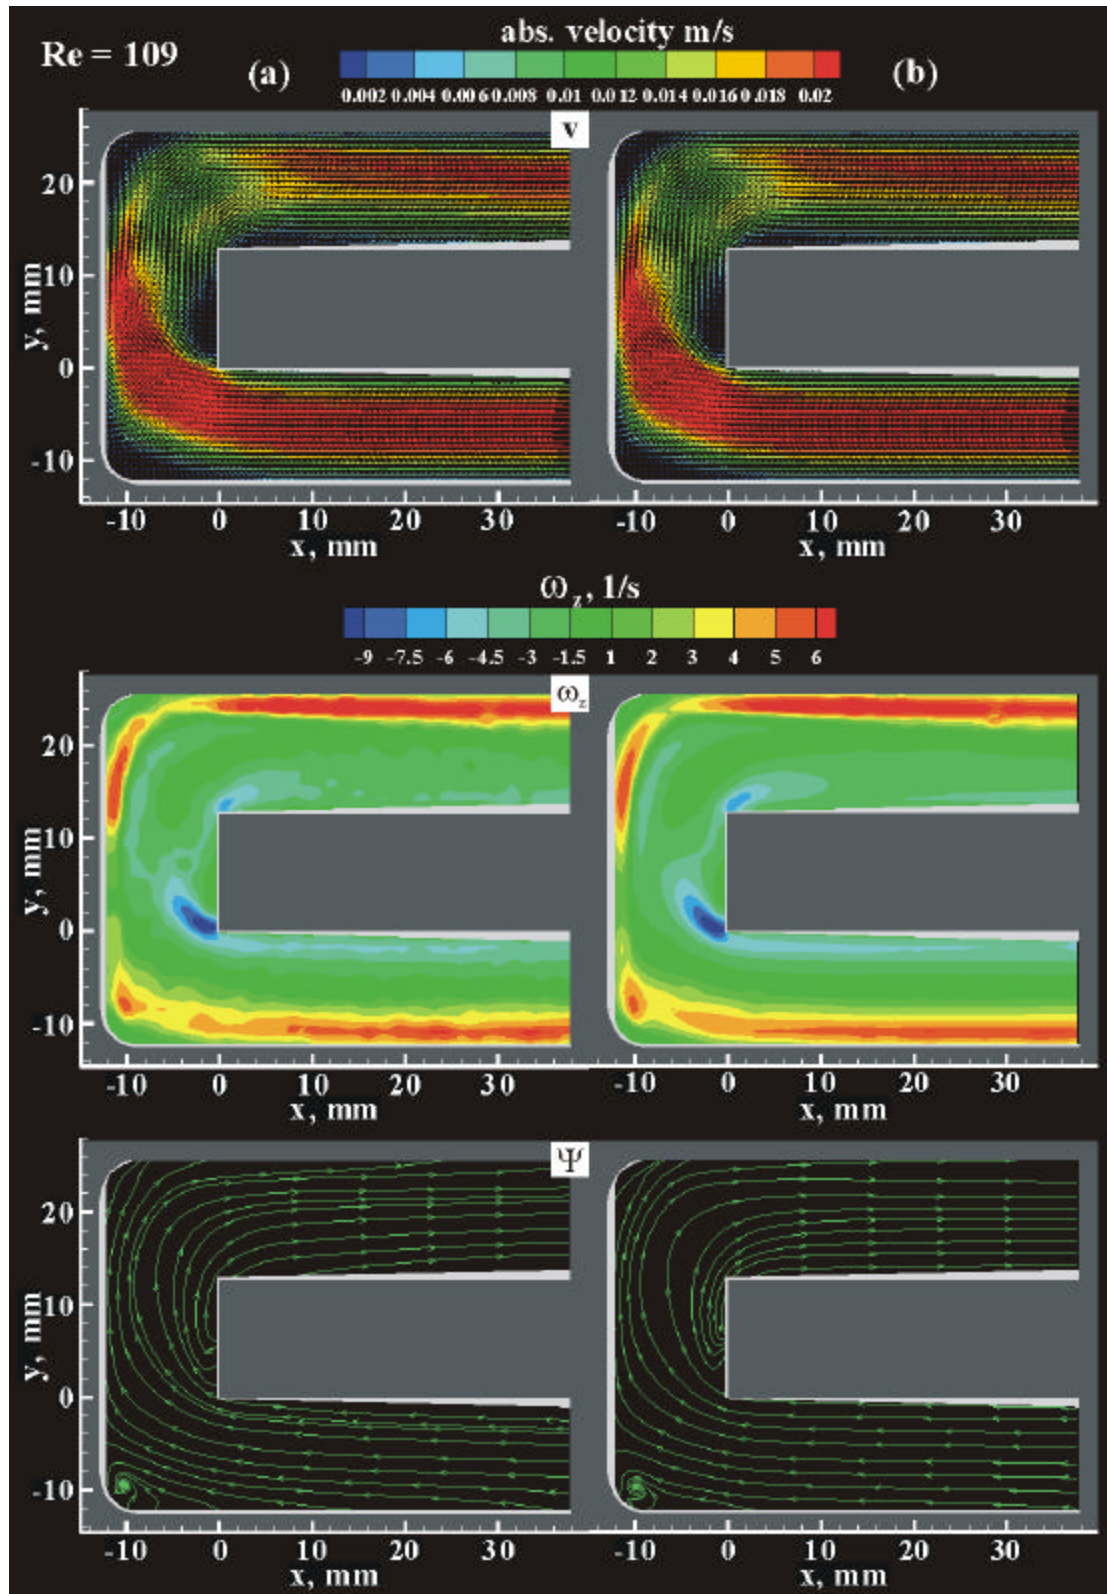 abs. velocity m/s
Re = 109
(a)
(b)
0.002 0.004 0.006 0.008 0.01 0.012 0.014 0.016 0.018 0.02
v
20
10
0
-10
y, mm
-10 0 10 20 30
-10 0 10 20 30
x, mm
x, mm
ω_z, 1/s
-9 -7.5 -6 -4.5 -3 -1.5 1 2 3 4 5 6
ω_z
20
10
0
-10
y, mm
-10 0 10 20 30
-10 0 10 20 30
x, mm
x, mm
Ψ
20
10
0
-10
y, mm
-10 0 10 20 30
-10 0 10 20 30
x, mm
x, mm